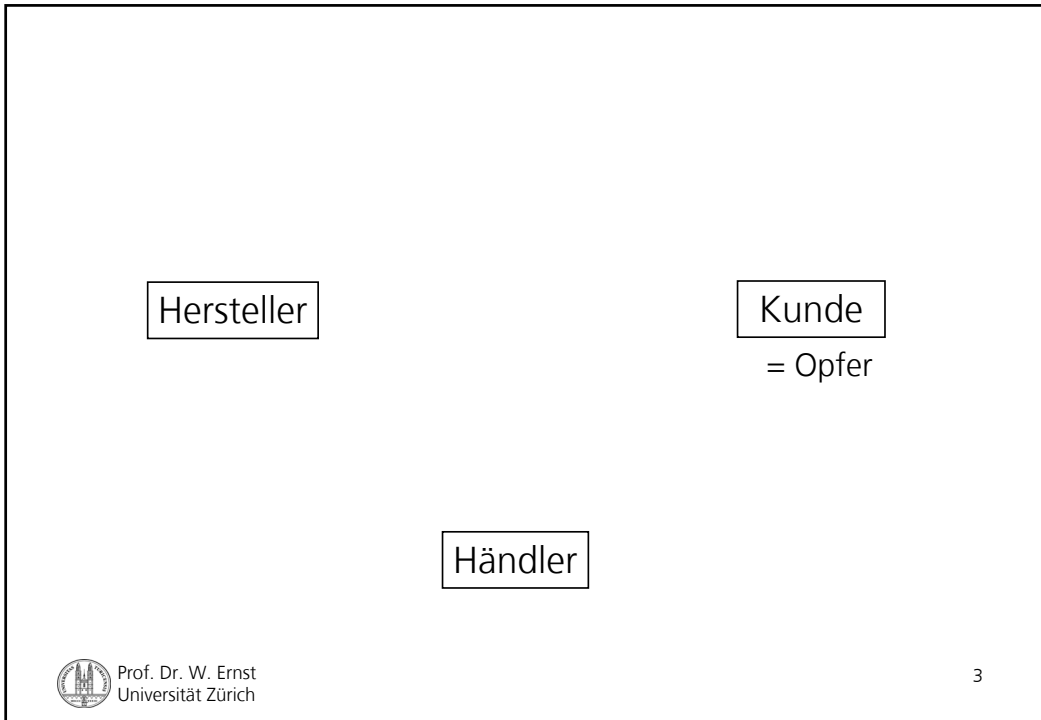 Hersteller
Kunde
= Opfer
Händler
Prof. Dr. W. Ernst
Universität Zürich
3